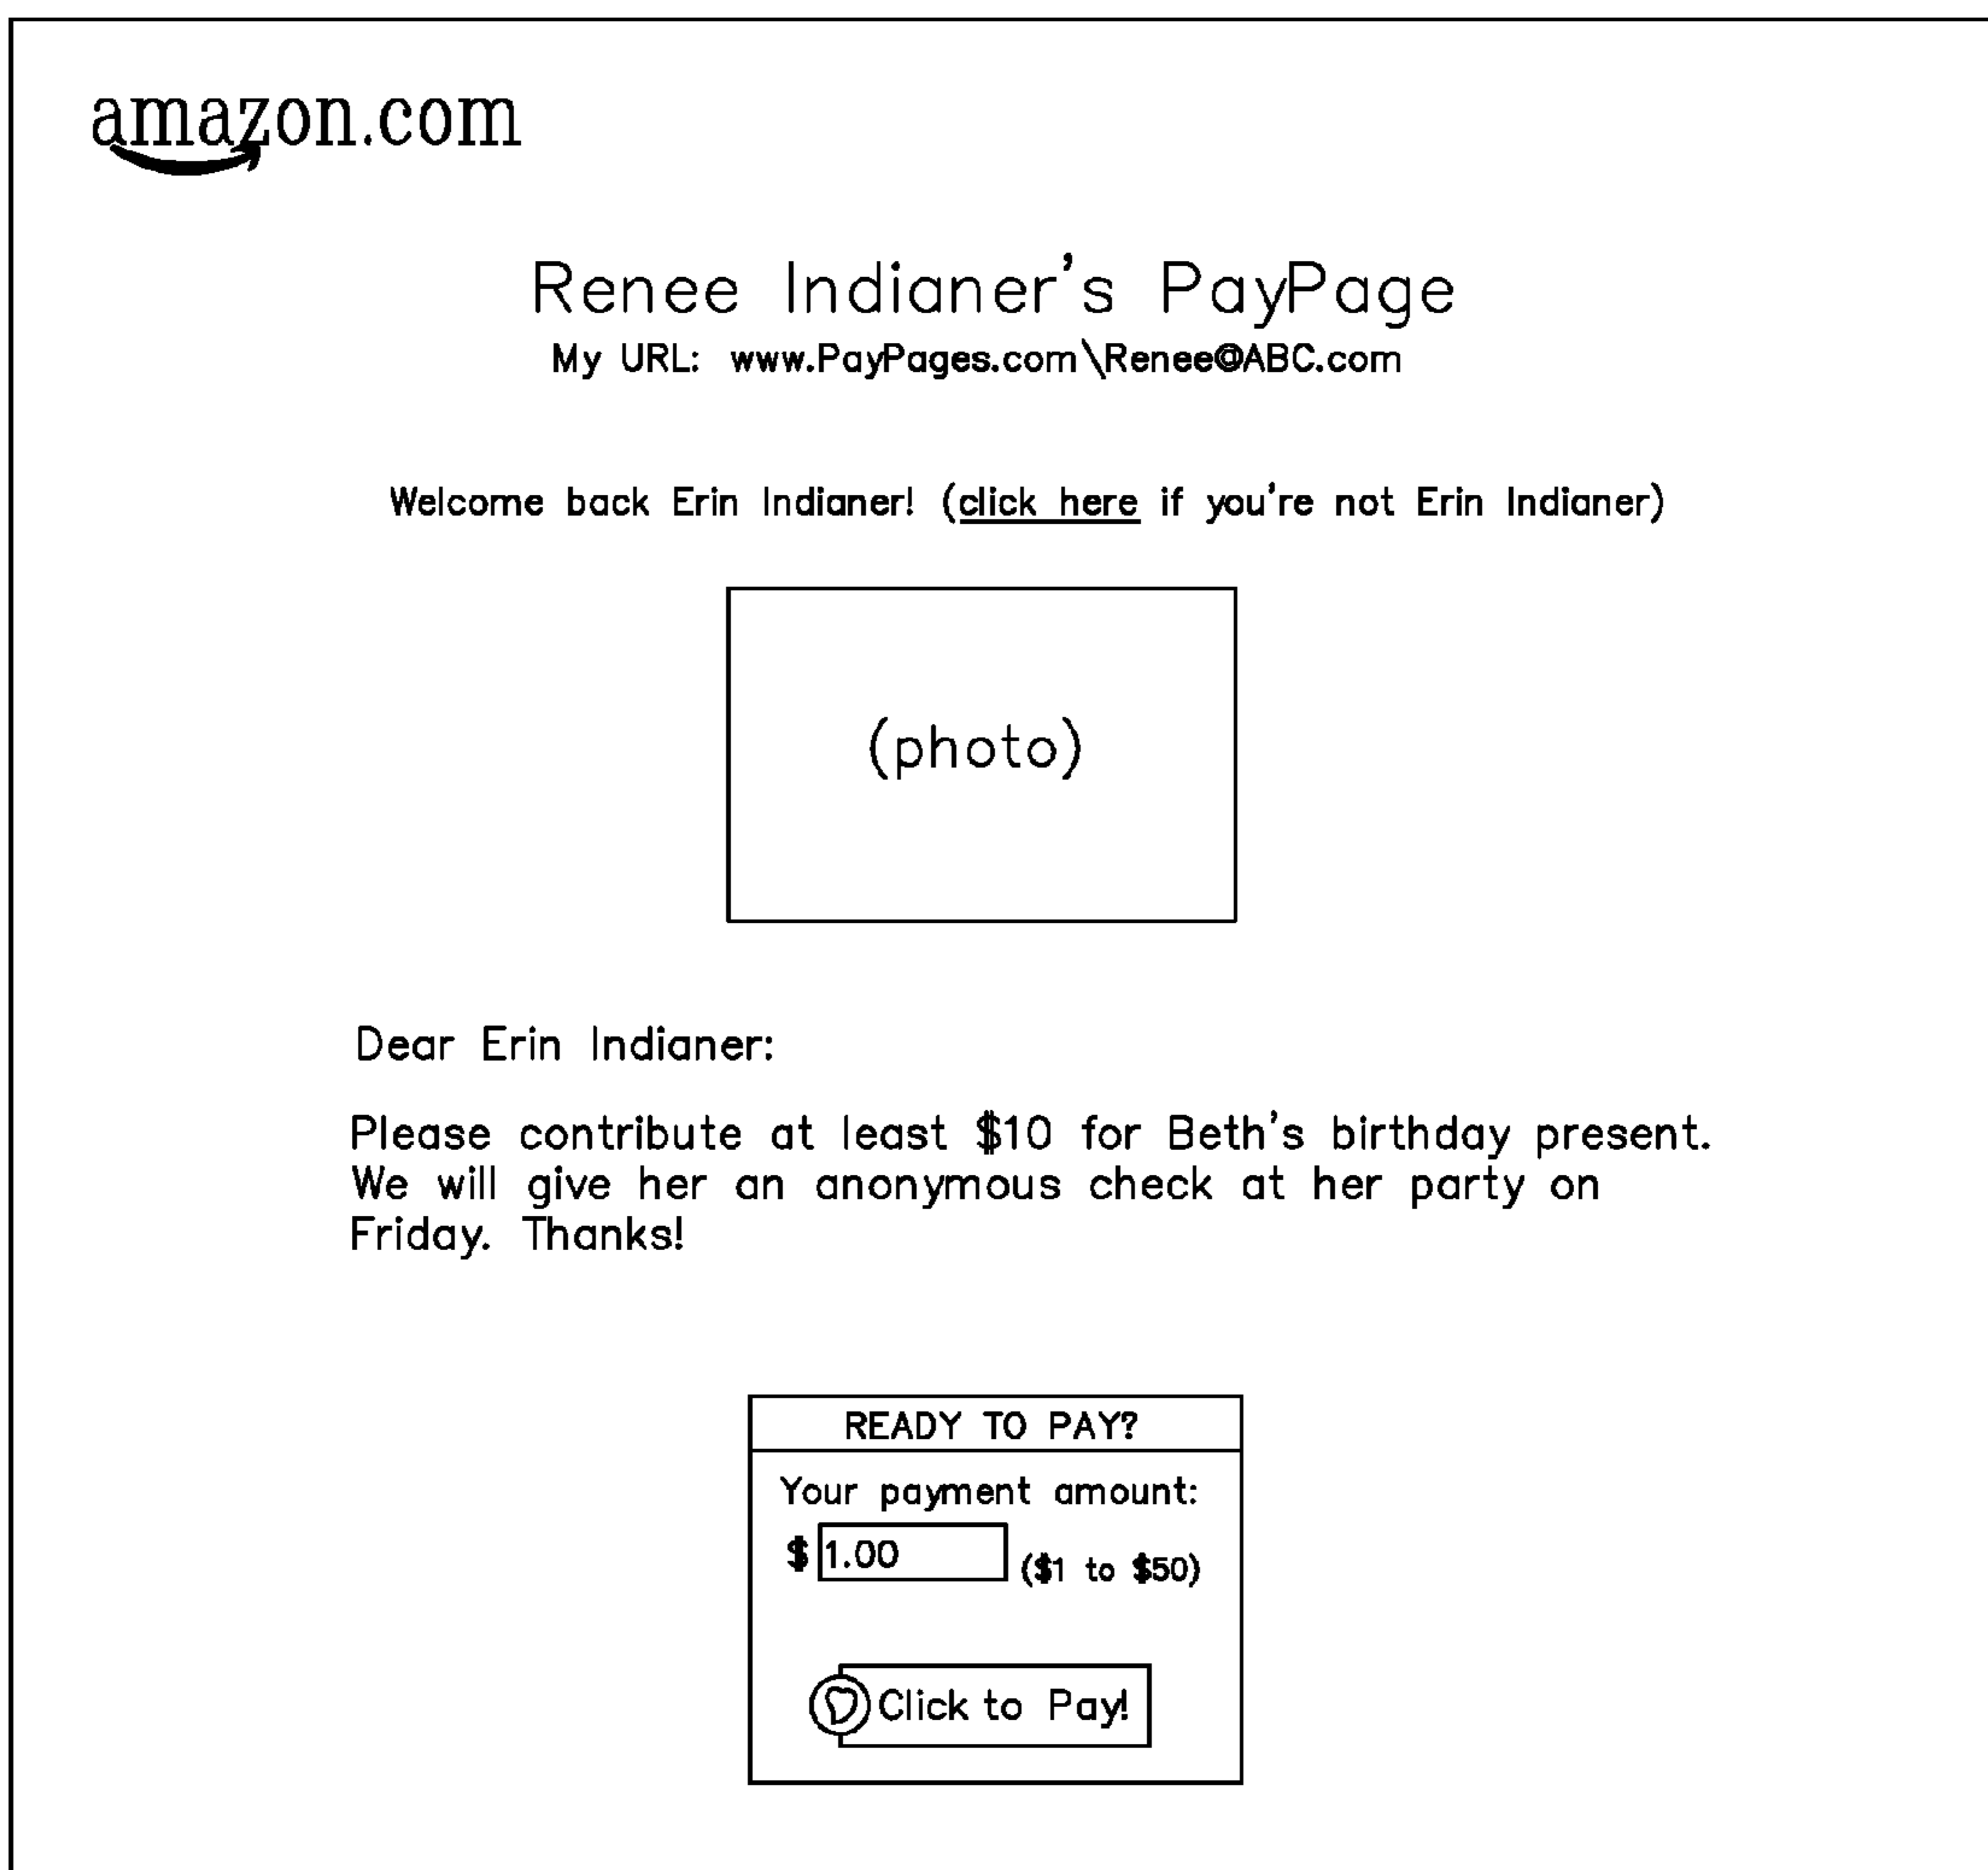 amazon.com
Renee Indianer's PayPage
My URL: www.PayPages.com\Renee@ABC.com
Welcome back Erin Indianer! (click here if you're not Erin Indianer)
(photo)
Dear Erin Indianer:
Please contribute at least $10 for Beth's birthday present.
We will give her an anonymous check at her party on
Friday. Thanks!
READY TO PAY?
Your payment amount:
$ 1.00 ($1 to $50)
Click to Pay!